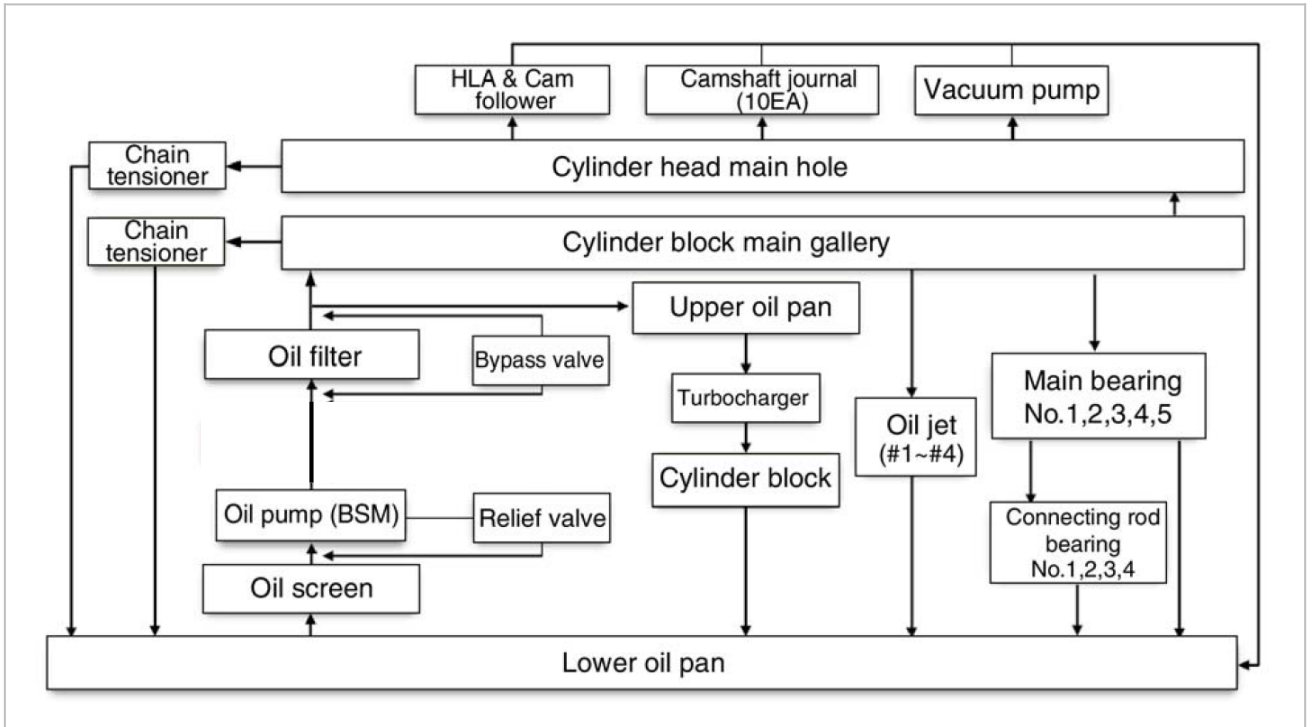 HLA & Cam
follower
Camshaft journal
(10EA)
Vacuum pump
Chain
tensioner
Cylinder head main hole
Chain
tensioner
Cylinder block main gallery
Upper oil pan
Oil filter
Bypass valve
Turbocharger
Main bearing
No.1,2,3,4,5
Oil jet
(#1~#4)
Cylinder block
Oil pump (BSM)
Relief valve
Connecting rod
bearing
No.1,2,3,4
Oil screen
Lower oil pan